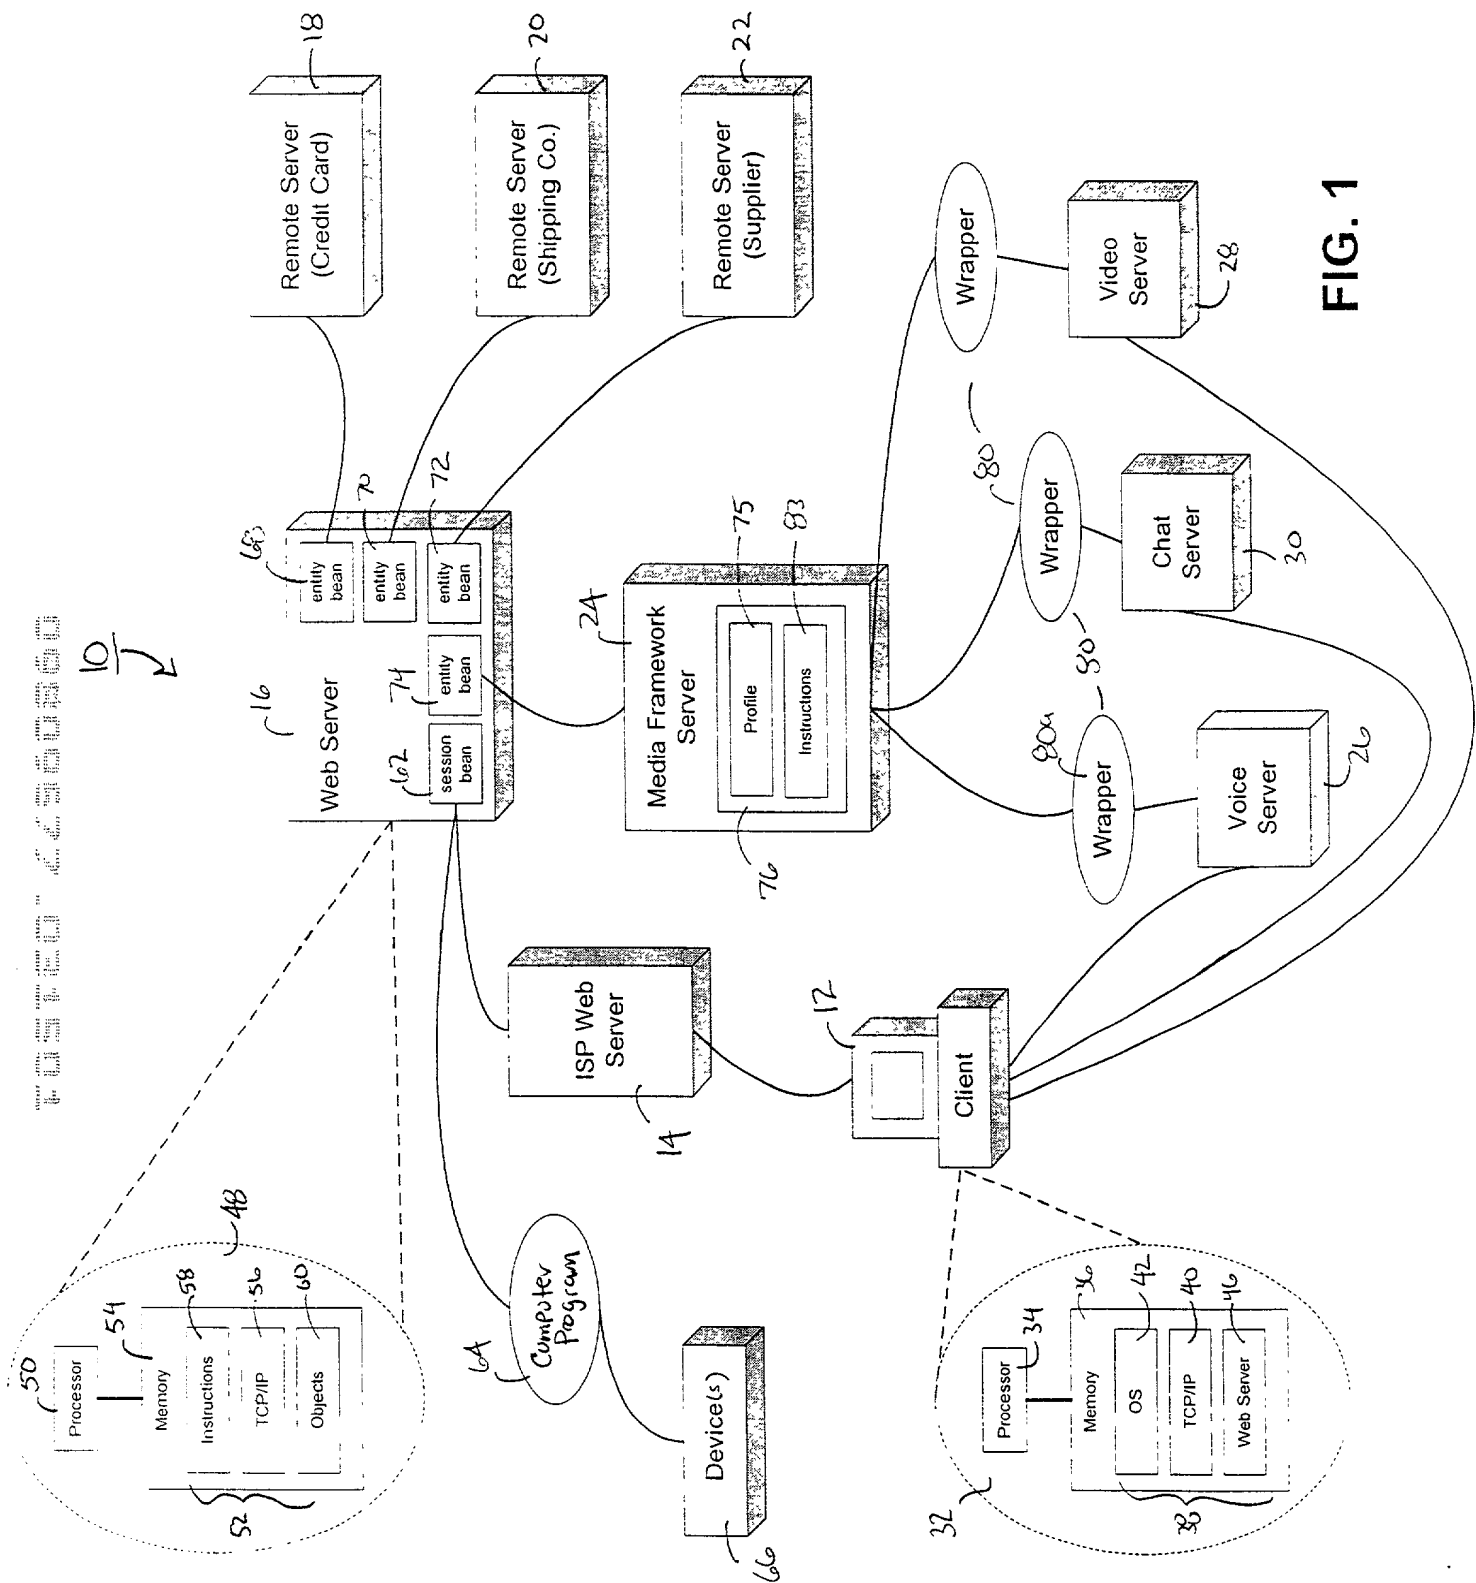 10
50
Processor
54
Memory
58
Instructions
56
TCP/IP
60
Objects
52
48
16
Web Server
62
session
bean
74
entity
bean
68
entity
bean
70
entity
bean
72
entity
bean
18
Remote Server
(Credit Card)
20
Remote Server
(Shipping Co.)
22
Remote Server
(Supplier)
64
Computer
Program
Device(s)
66
ISP Web
Server
14
24
Media Framework
Server
75
Profile
83
Instructions
76
12
Client
80a
Wrapper
80
Wrapper
80
Wrapper
Voice
Server
26
Chat
Server
30
Video
Server
28
32
Processor
34
Memory
36
OS
42
TCP/IP
40
Web Server
46
38
FIG. 1